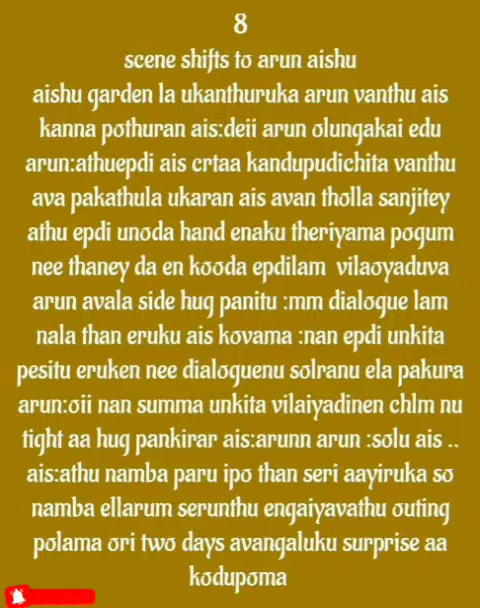 8
scene shifts to arun aishu
aishu garden la ukanthuruka arun vanthu ais
kanna pothuran ais:deii arun olungakai edu
arun:athuepdi ais crtaa kandupudichita vanthu
ava pakathula ukaran ais avan tholla sanjitey
athu epdi unoda hand enaku theriyama pogum
nee thaney da en kooda epdilam vilaoyaduva
arun avala side hug panitu :mm dialogue lam
nala than eruku ais kovama :nan epdi unkita
pesitu eruken nee dialoguenu solranu ela pakura
arun:oii nan summa unkita vilaiyadinen chlm nu
tight aa hug pankirar ais:arunn arun :solu ais ..
ais:athu namba paru ipo than seri aayiruka so
namba ellarum serunthu engaiyavathu outing
polama ori two days avangaluku surprise aa
kodupoma